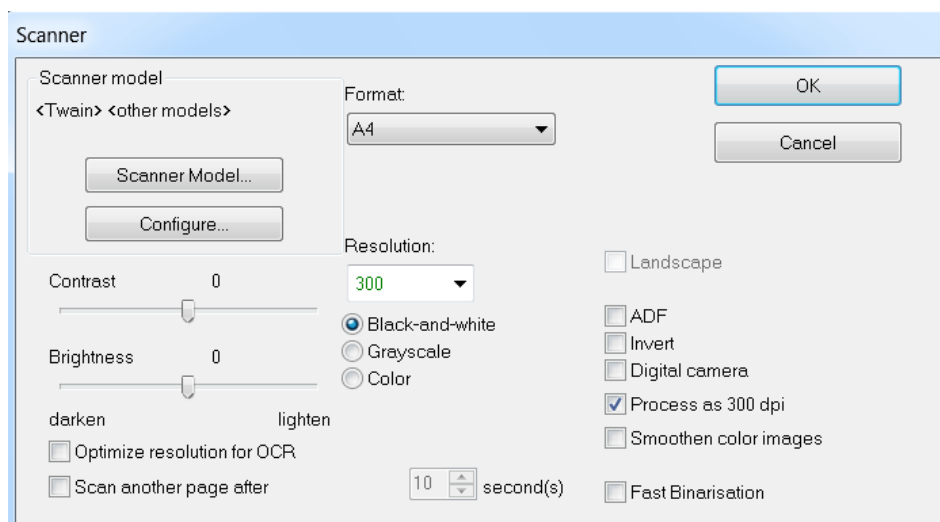 Scanner
Scanner model
<Twain> <other models>
Scanner Model...
Configure...
Format:
A4
OK
Cancel
Resolution:
300
Black-and-white
Grayscale
Color
Contrast 0
Brightness 0
darken lighten
Optimize resolution for OCR
Scan another page after 10 second(s)
Landscape
ADF
Invert
Digital camera
Process as 300 dpi
Smoothen color images
Fast Binarisation